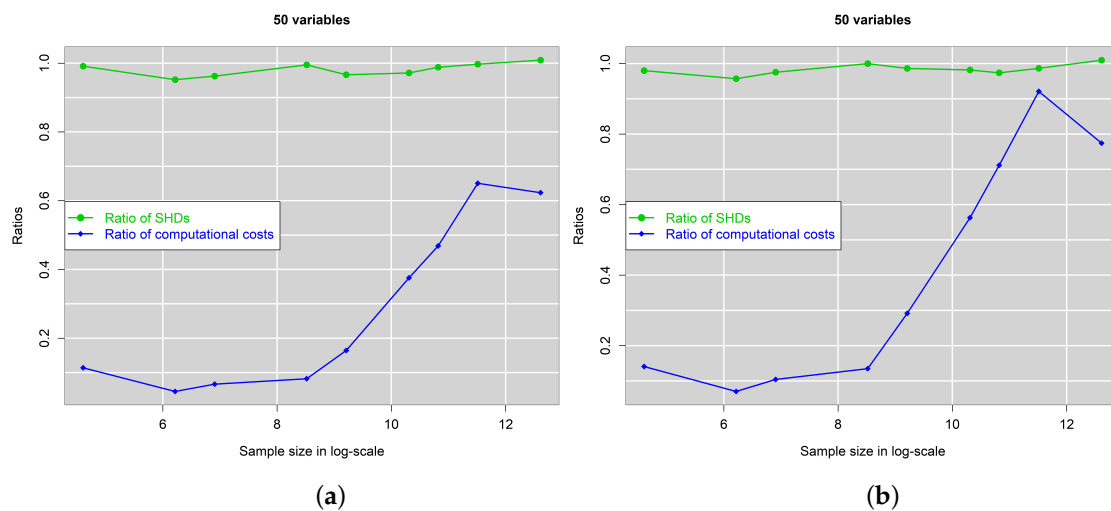 50 variables
Ratios
1.0
0.8
0.6
0.4
0.2
Ratio of SHDs
Ratio of computational costs
6 8 10 12
Sample size in log-scale
(a)
50 variables
Ratios
1.0
0.8
0.6
0.4
0.2
Ratio of SHDs
Ratio of computational costs
6 8 10 12
Sample size in log-scale
(b)